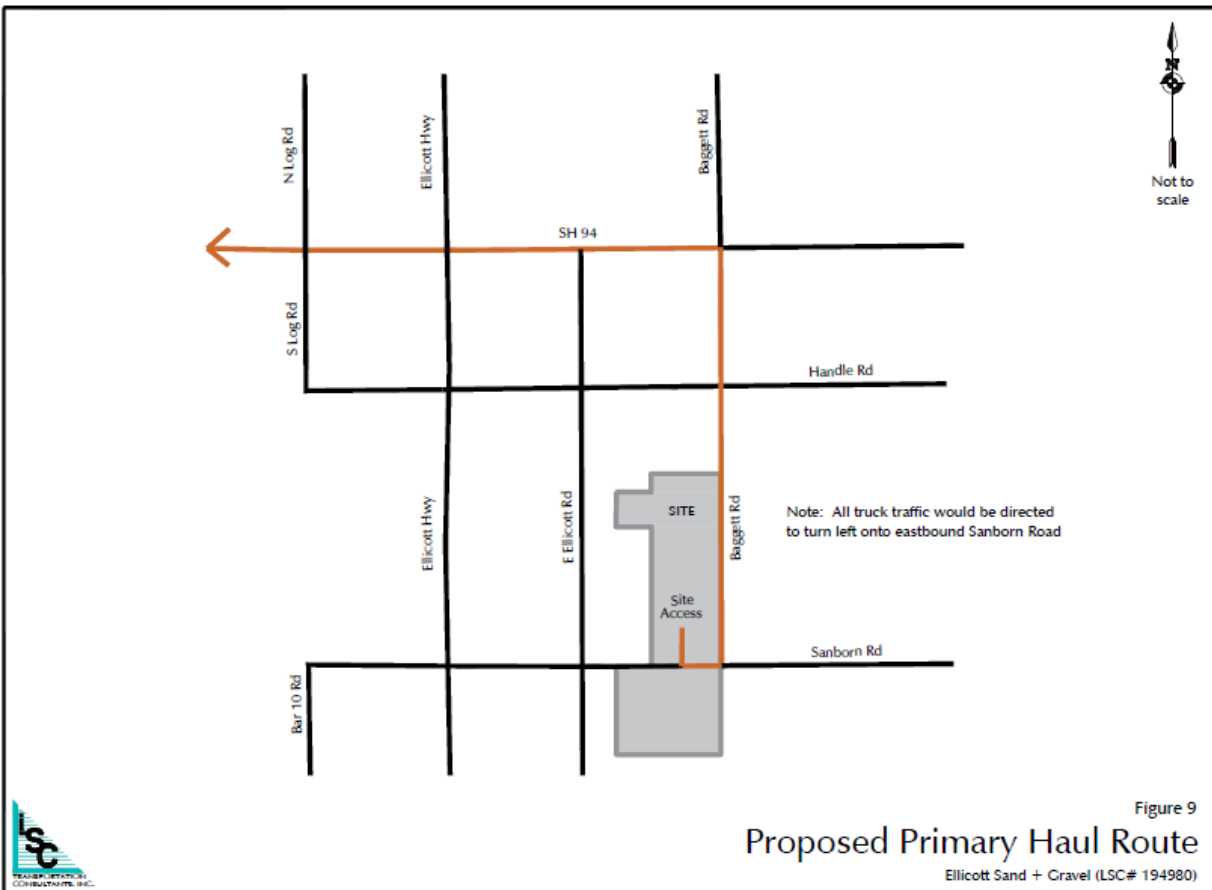 N
Not to
scale
N Log Rd
Ellicott Hwy
Baggett Rd
SH 94
S Log Rd
Handle Rd
Ellicott Hwy
E Ellicott Rd
SITE
Baggett Rd
Note: All truck traffic would be directed
to turn left onto eastbound Sanborn Road
Site
Access
Sanborn Rd
Bar 10 Rd
LSC
TRANSPORTATION
CONSULTANTS, INC.
Figure 9
Proposed Primary Haul Route
Ellicott Sand + Gravel (LSC# 194980)